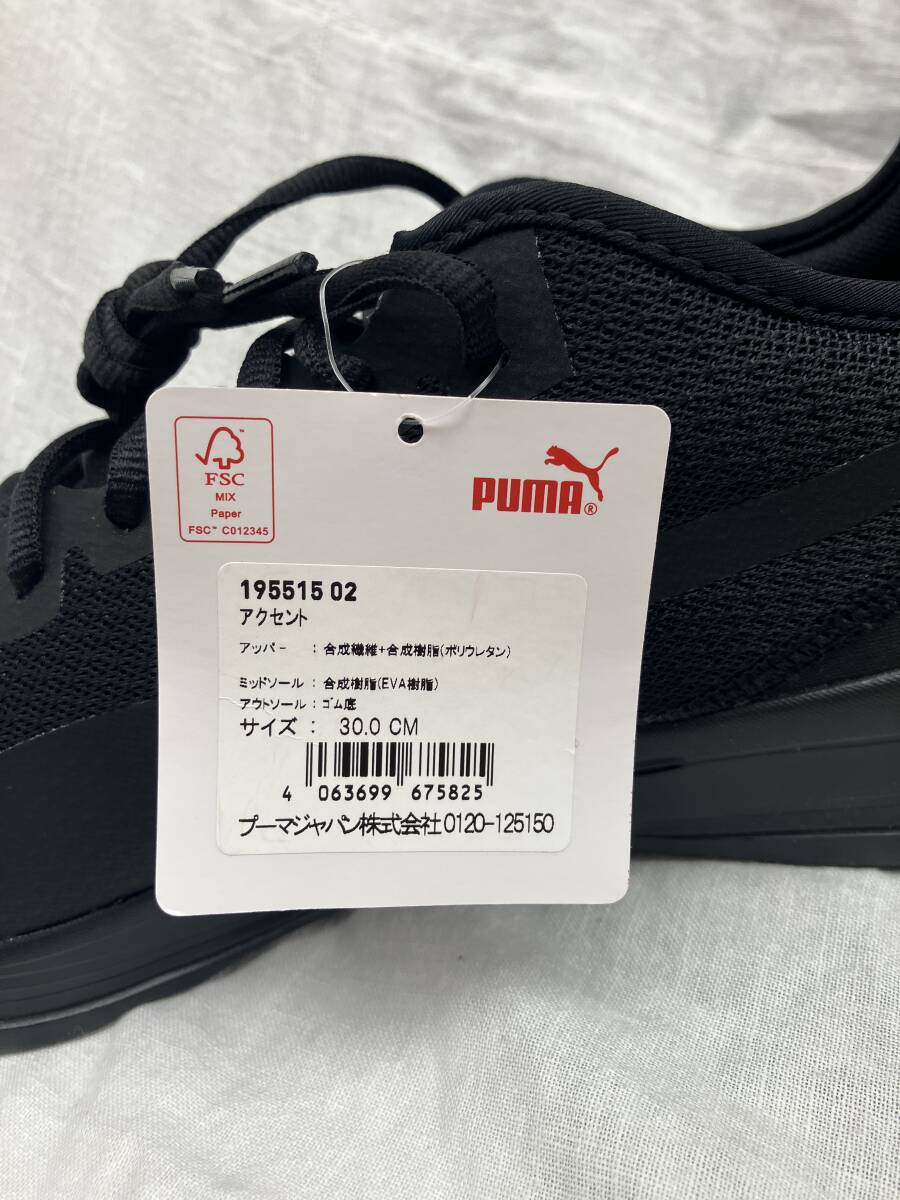 FSC
MIX
Paper
FSC™ C012345
PUMA®
195515 02
アクセント
アッパー : 合成繊維+合成樹脂(ポリウレタン)
ミッドソール : 合成樹脂(EVA樹脂)
アウトソール : ゴム底
サイズ : 30.0 CM
4 063699 675825
プーマジャパン株式会社0120-125150